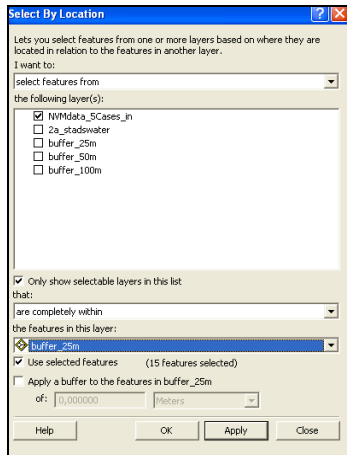 Select By Location
Lets you select features from one or more layers based on where they are
located in relation to the features in another layer.
I want to:
select features from
the following layer(s):
NVMdata_5Cases_in
2a_stadswater
buffer_25m
buffer_50m
buffer_100m
Only show selectable layers in this list
that:
are completely within
the features in this layer:
buffer_25m
Use selected features (15 features selected)
Apply a buffer to the features in buffer_25m
of: 0,000000 Meters
Help OK Apply Close